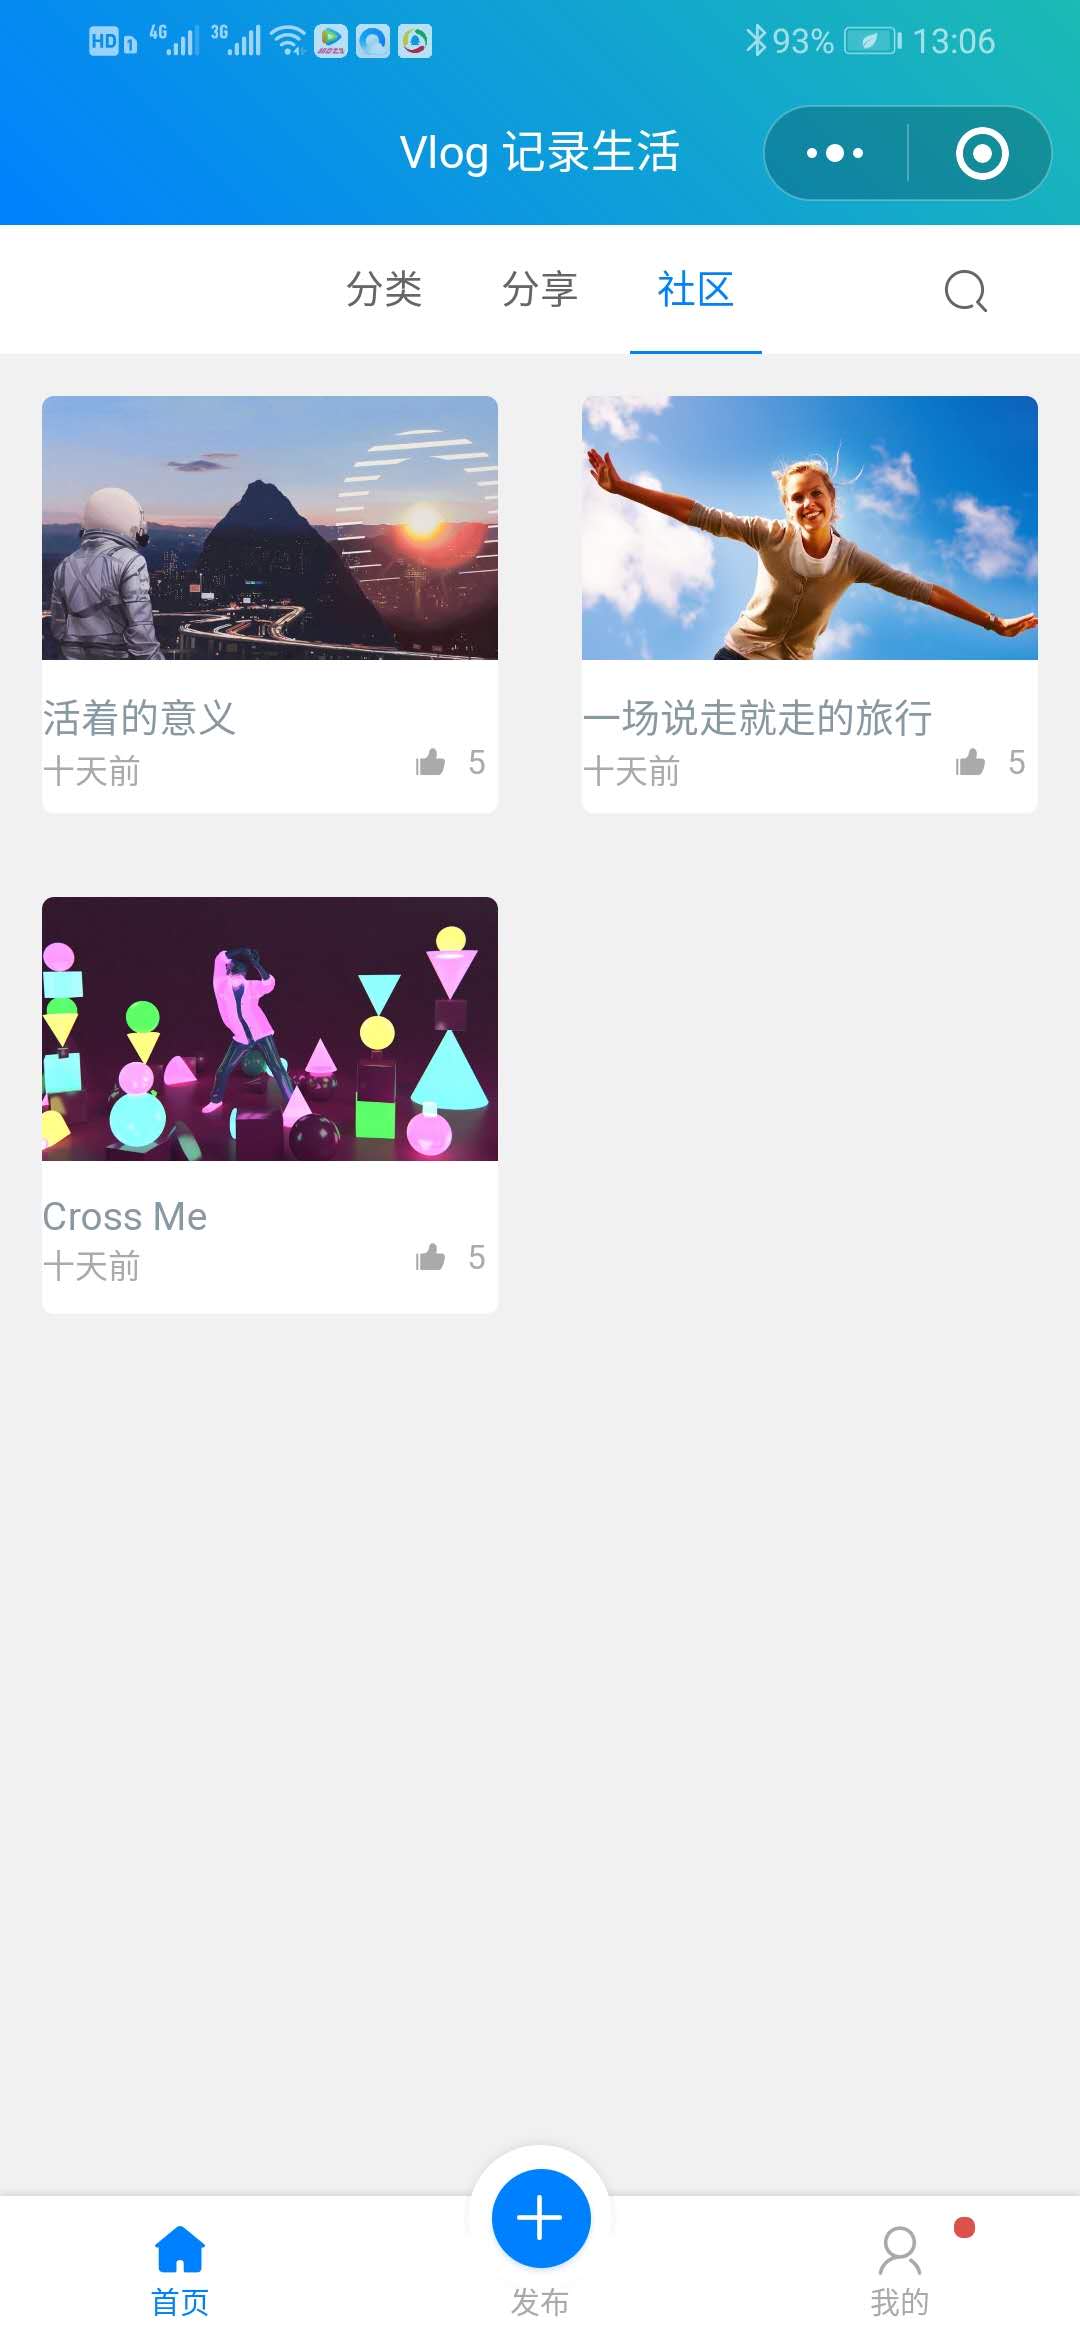 HD 1 4G 3G 93% 13:06
Vlog 记录生活
分类 分享 社区
活着的意义
十天前 5
一场说走就走的旅行
十天前 5
Cross Me
十天前 5
首页 发布 我的